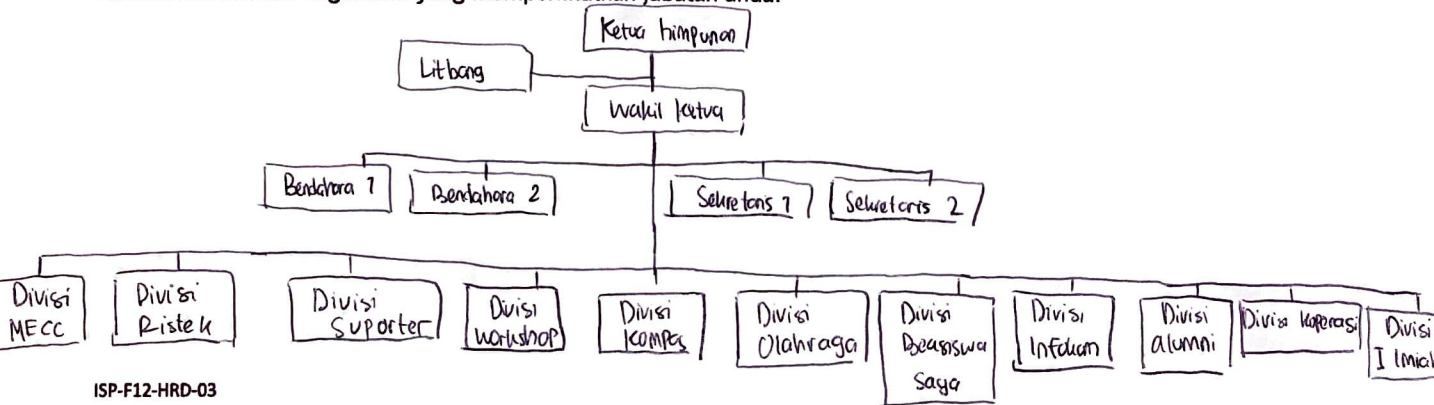 Ketua himpunan
Litbang
Wakil ketua
Bendahara 1
Bendahara 2
Sekretaris 1
Sekretaris 2
Divisi
MECC
Divisi
Ristek
Divisi
Suporter
Divisi
Workshop
Divisi
Kompas
Divisi
Olahraga
Divisi
Beasiswa
Saya
Divisi
Infokom
Divisi
alumni
Divisi koperasi
Divisi
Ilmiah
ISP-F12-HRD-03